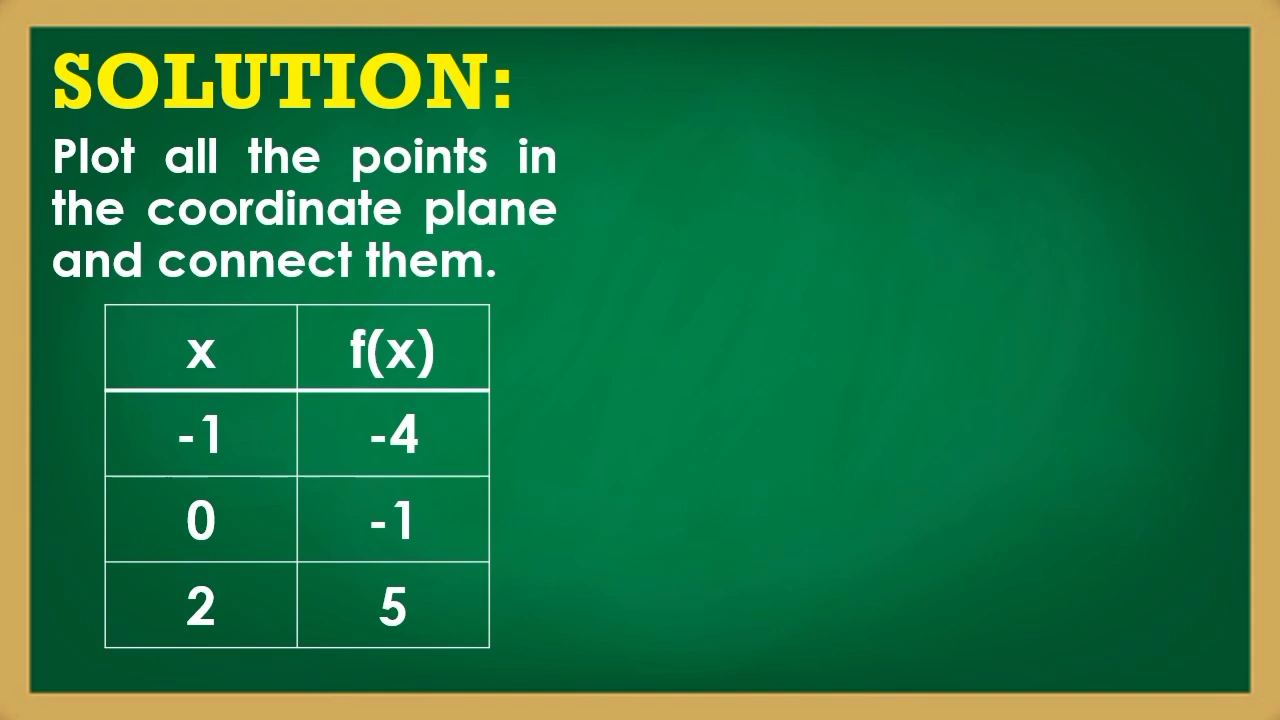 SOLUTION:
Plot all the points in
the coordinate plane
and connect them.
x f(x)
-1 -4
0 -1
2 5